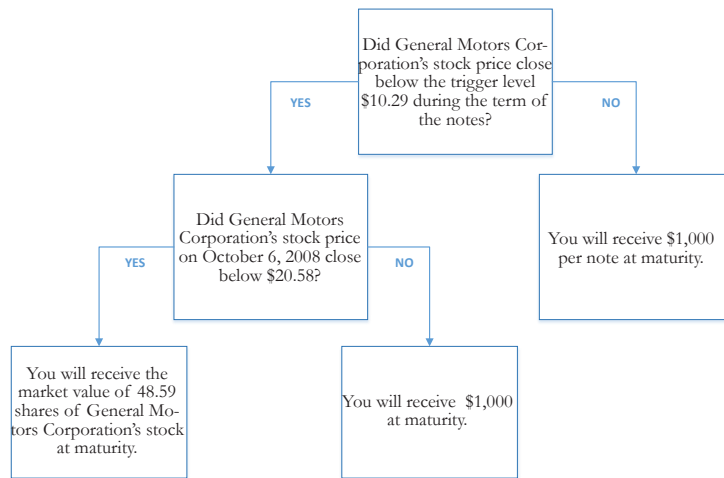 Did General Motors Cor-
poration's stock price close
below the trigger level
$10.29 during the term of
the notes?
YES
NO
Did General Motors
Corporation's stock price
on October 6, 2008 close
below $20.58?
You will receive $1,000
per note at maturity.
YES
NO
You will receive the
market value of 48.59
shares of General Mo-
tors Corporation's stock
at maturity.
You will receive $1,000
at maturity.